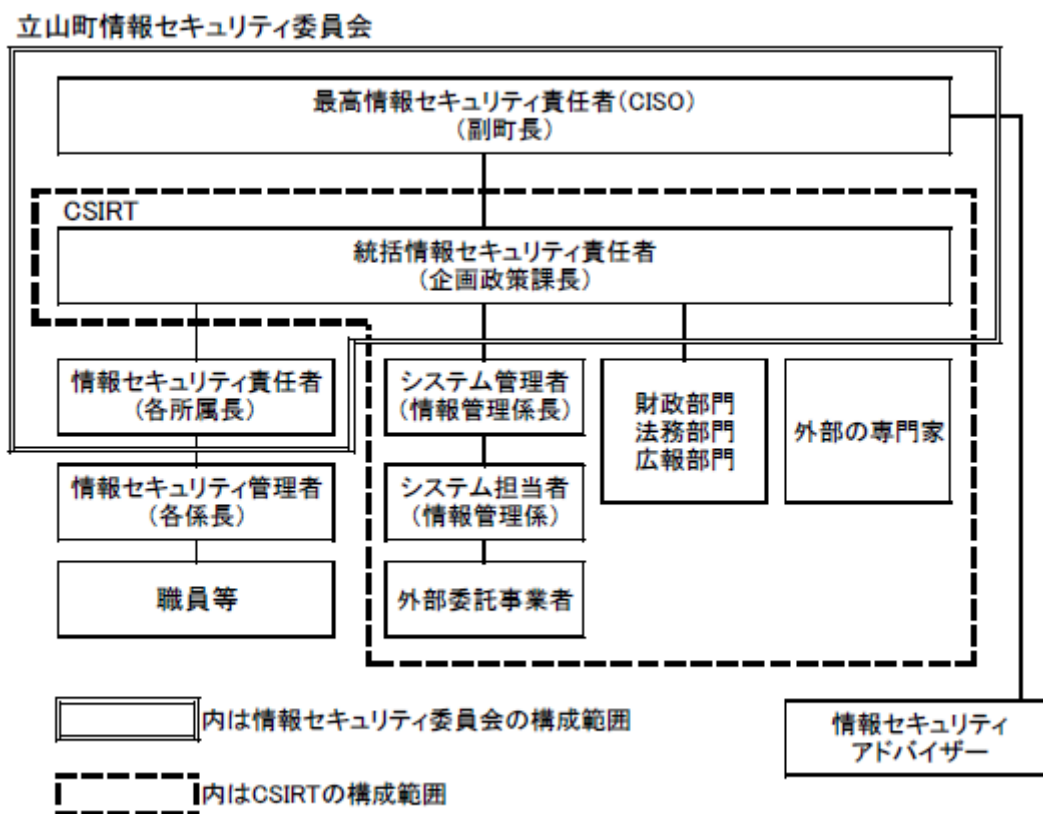 立山町情報セキュリティ委員会
最高情報セキュリティ責任者(CISO)
(副町長)
CSIRT
統括情報セキュリティ責任者
(企画政策課長)
情報セキュリティ責任者
(各所属長)
システム管理者
(情報管理係長)
財政部門
法務部門
広報部門
外部の専門家
情報セキュリティ管理者
(各係長)
システム担当者
(情報管理係)
職員等
外部委託事業者
内は情報セキュリティ委員会の構成範囲
情報セキュリティ
アドバイザー
内はCSIRTの構成範囲